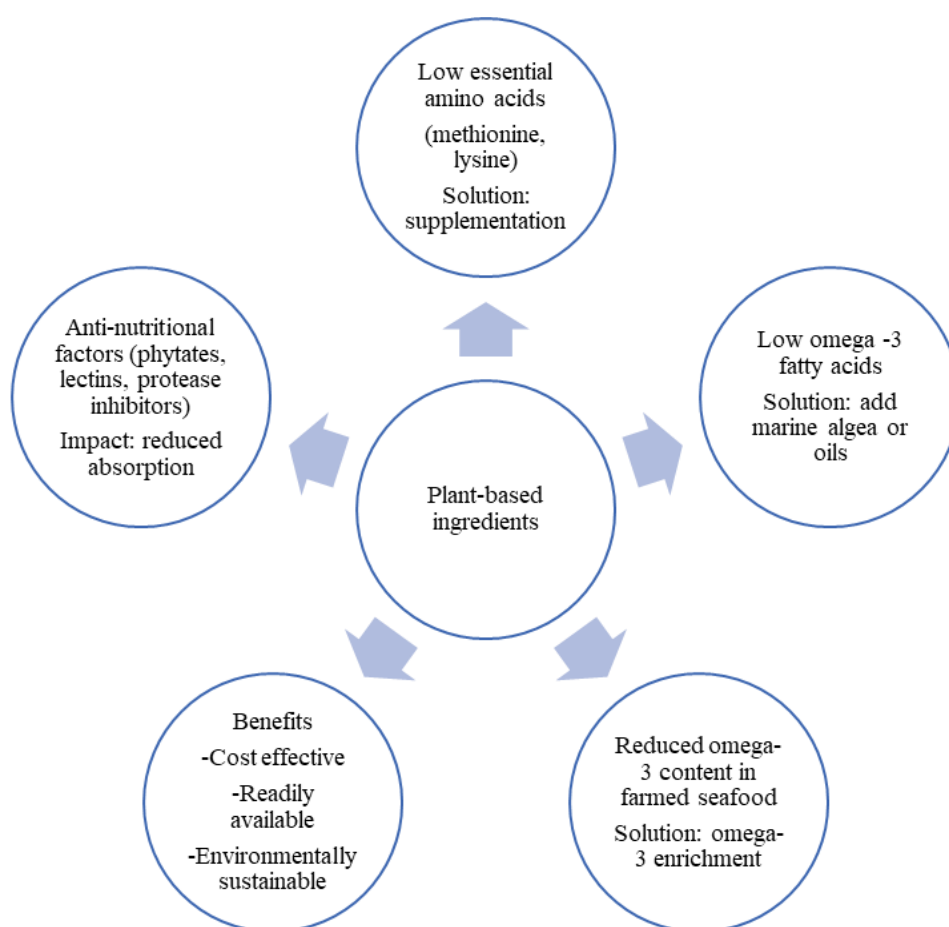 Low essential
amino acids
(methionine,
lysine)
Solution:
supplementation
Anti-nutritional
factors (phytates,
lectins, protease
inhibitors)
Impact: reduced
absorption
Low omega -3
fatty acids
Solution: add
marine algea or
oils
Plant-based
ingredients
Benefits
-Cost effective
-Readily
available
-Environmentally
sustainable
Reduced omega-
3 content in
farmed seafood
Solution: omega-
3 enrichment